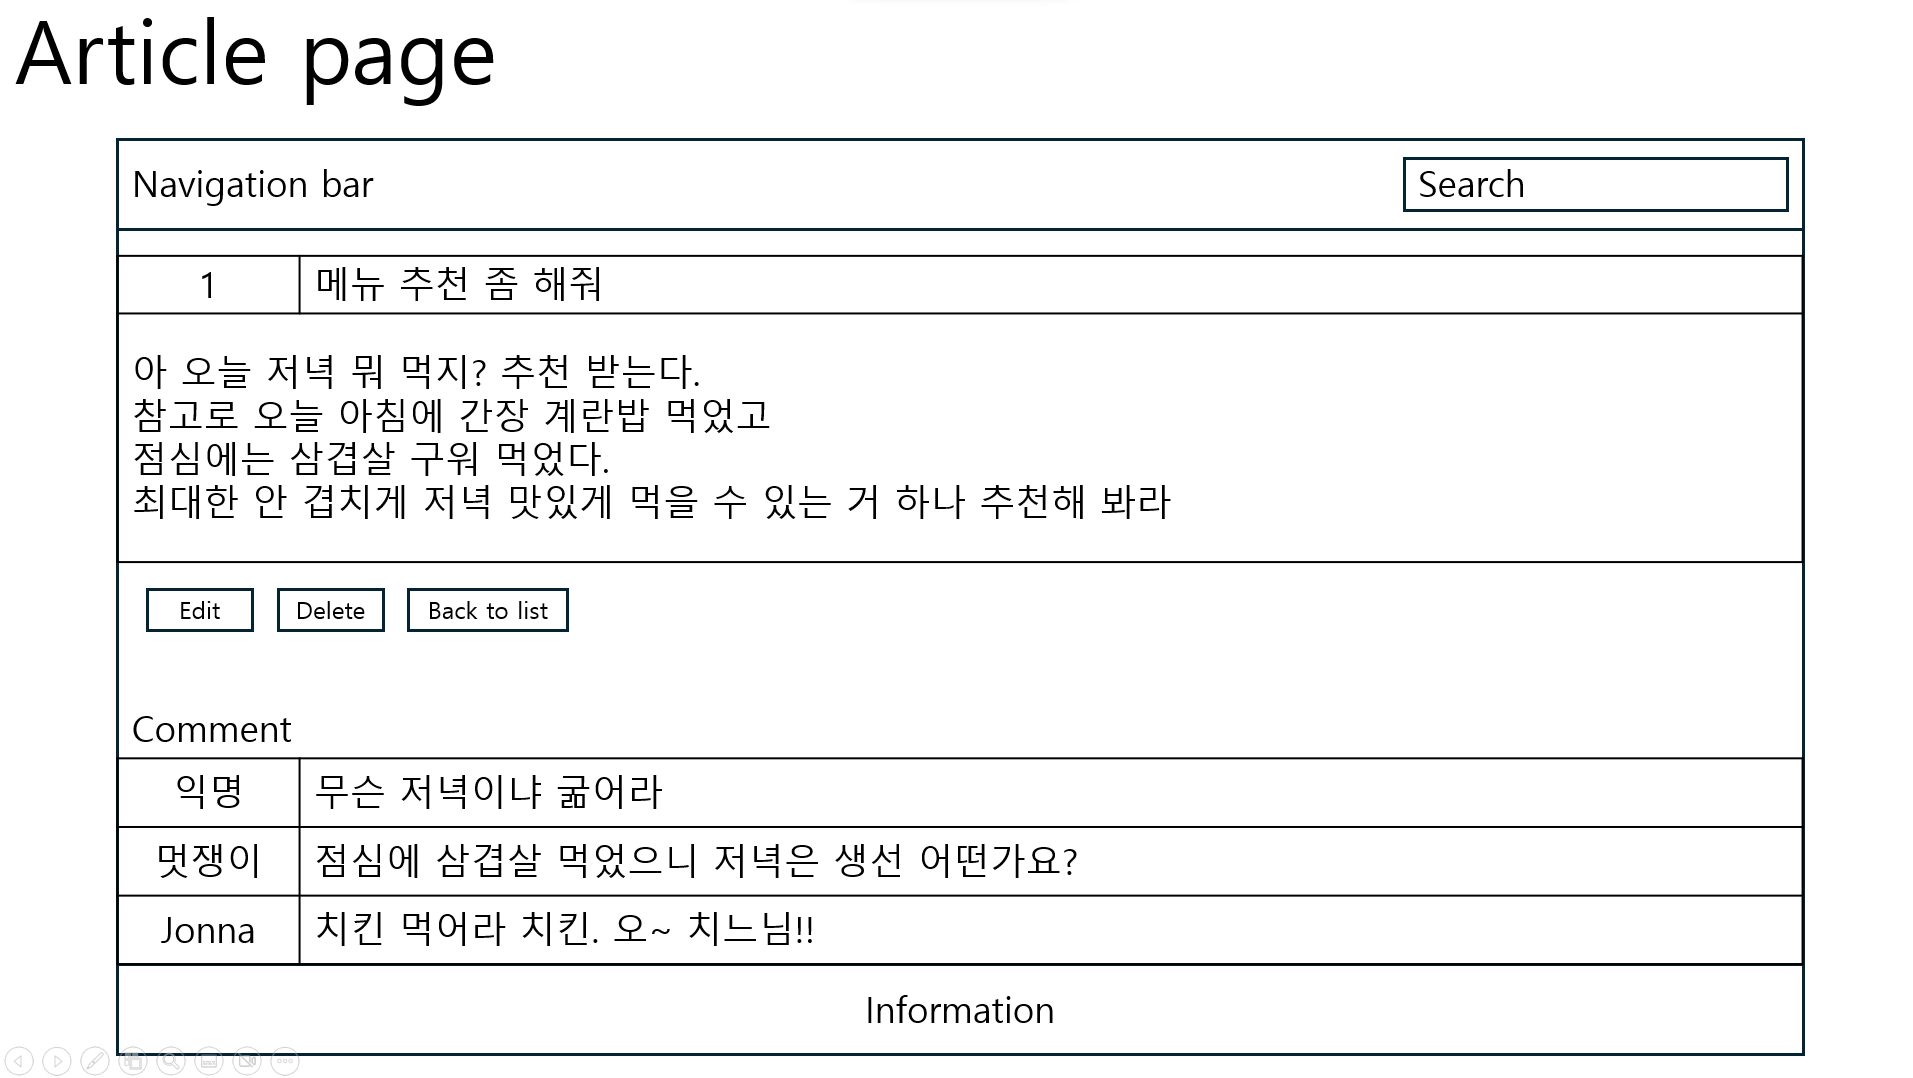 Article page
Navigation bar
Search
1
메뉴 추천 좀 해줘
아 오늘 저녁 뭐 먹지? 추천 받는다.
참고로 오늘 아침에 간장 계란밥 먹었고
점심에는 삼겹살 구워 먹었다.
최대한 안 겹치게 저녁 맛있게 먹을 수 있는 거 하나 추천해 봐라
Edit
Delete
Back to list
Comment
익명
무슨 저녁이냐 굶어라
멋쟁이
점심에 삼겹살 먹었으니 저녁은 생선 어떤가요?
Jonna
치킨 먹어라 치킨. 오~ 치느님!!
Information